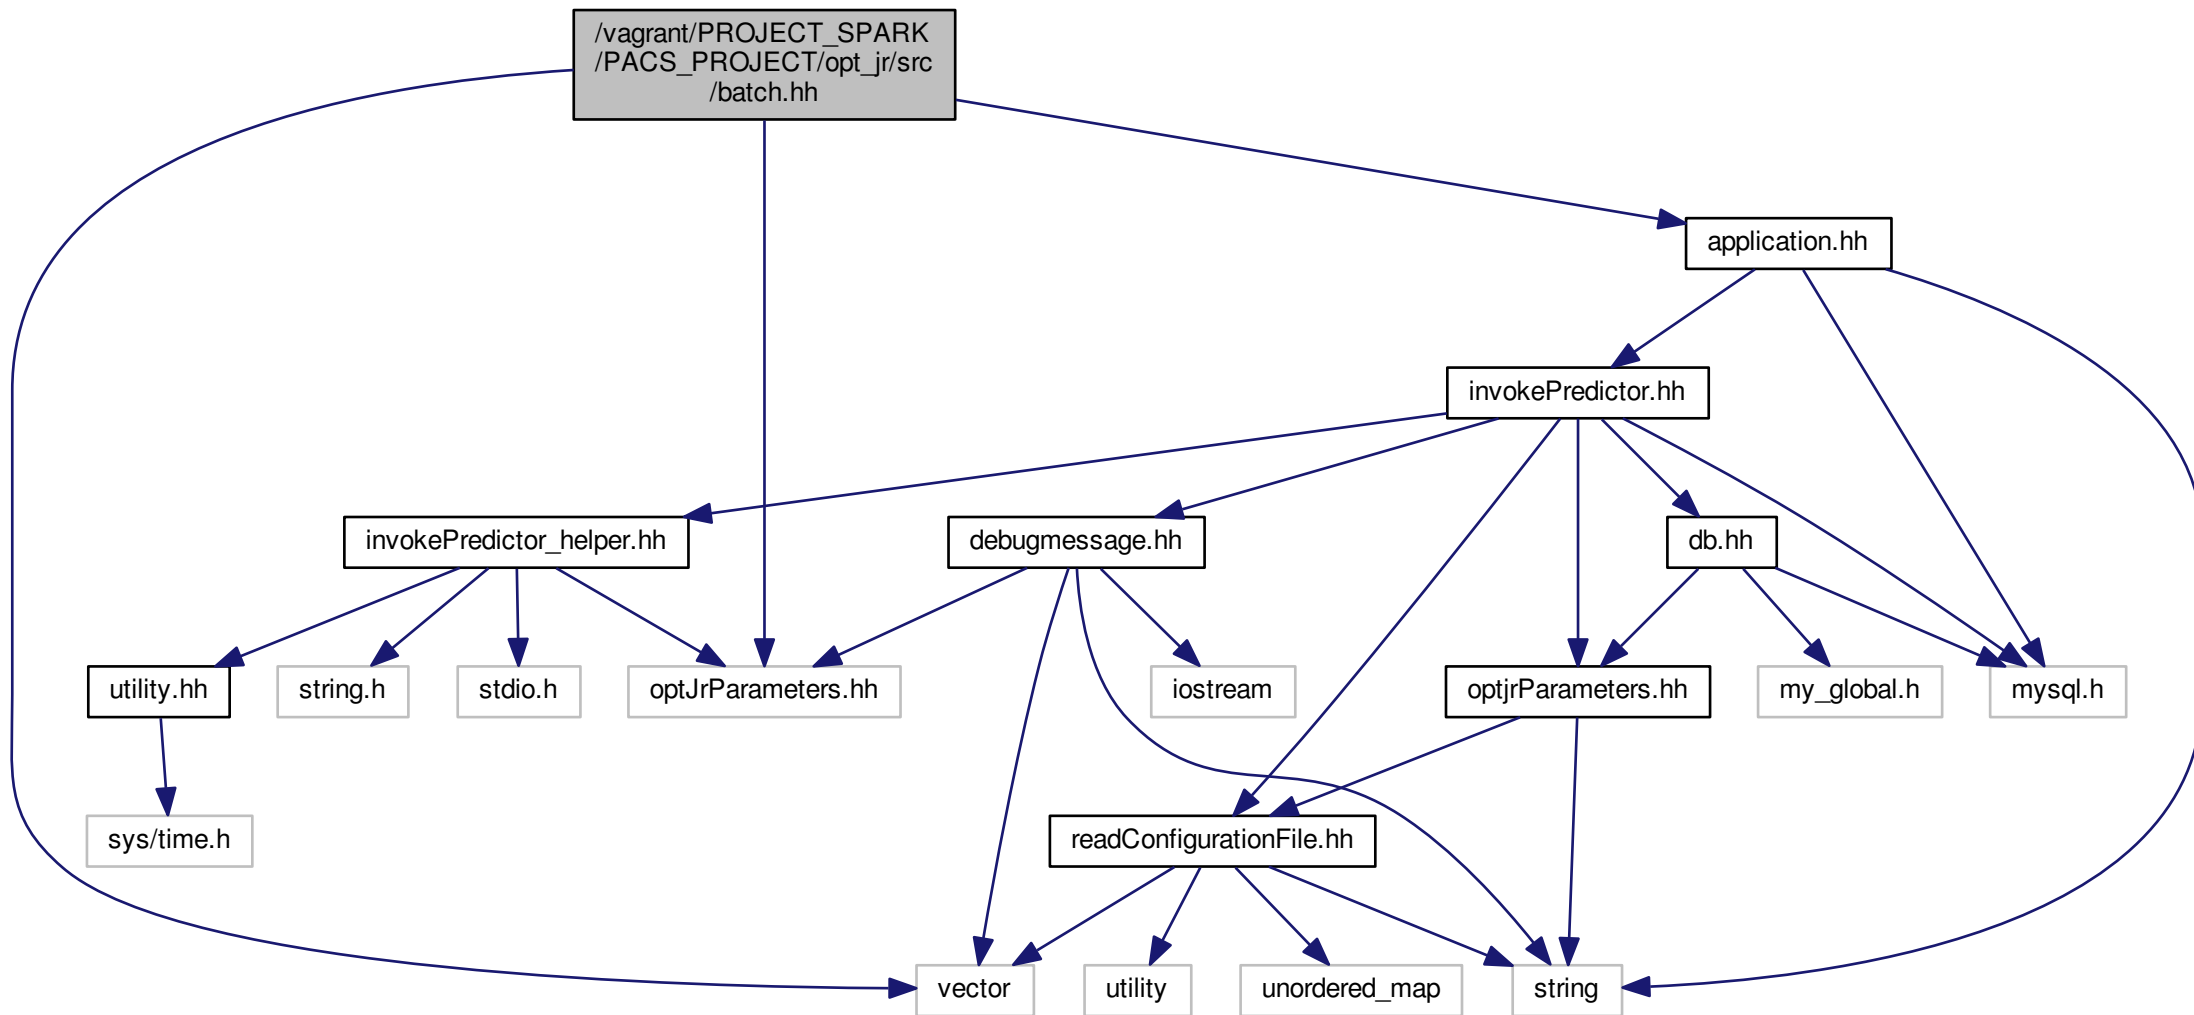 /vagrant/PROJECT_SPARK
/PACS_PROJECT/opt_jr/src
/batch.hh
application.hh
invokePredictor.hh
invokePredictor_helper.hh
debugmessage.hh
db.hh
utility.hh
string.h
stdio.h
optJrParameters.hh
iostream
optjrParameters.hh
my_global.h
mysql.h
sys/time.h
readConfigurationFile.hh
vector
utility
unordered_map
string